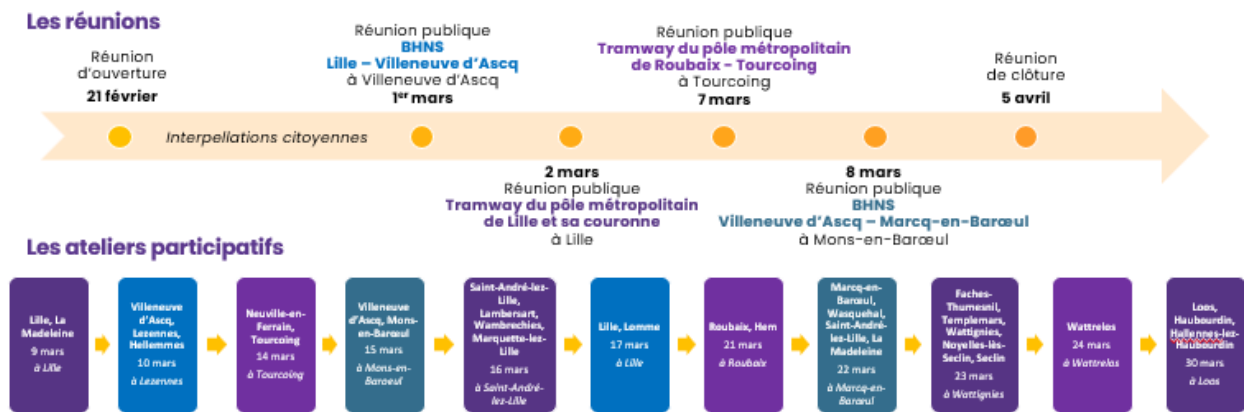 Les réunions
Réunion
d'ouverture
21 février
Réunion publique
BHNS
Lille – Villeneuve d'Ascq
à Villeneuve d'Ascq
1er mars
Réunion publique
Tramway du pôle métropolitain
de Roubaix - Tourcoing
à Tourcoing
7 mars
Réunion
de clôture
5 avril
Interpellations citoyennes
2 mars
Réunion publique
Tramway du pôle métropolitain
de Lille et sa couronne
à Lille
8 mars
Réunion publique
BHNS
Villeneuve d'Ascq – Marcq-en-Barœul
à Mons-en-Barœul
Les ateliers participatifs
Lille, La
Madeleine
9 mars
à Lille
Villeneuve
d'Ascq,
Lezennes,
Hellemmes
10 mars
à Lezennes
Neuville-en-
Ferrain,
Tourcoing
14 mars
à Tourcoing
Villeneuve
d'Ascq, Mons-
en-Barœul
15 mars
à Mons-en-
Baroeul
Saint-André-lez-
Lille,
Lambersart,
Wambrechies,
Marquette-lez-
Lille
16 mars
à Saint-André-
lez-Lille
Lille, Lomme
17 mars
à Lille
Roubaix, Hem
21 mars
à Roubaix
Marcq-en-
Barœul,
Wasquehal,
Saint-André-
lez-Lille, La
Madeleine
22 mars
à Marcq-en-
Barœul
Faches-
Thumesnil,
Templemars,
Wattignies,
Noyelles-lès-
Seclin, Seclin
23 mars
à Wattignies
Wattrelos
24 mars
à Wattrelos
Loos,
Haubourdin,
Hallennes-lez-
Haubourdin
30 mars
à Loos